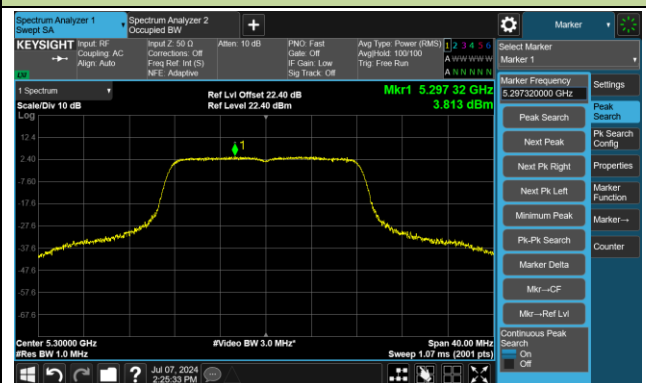 Spectrum Analyzer 1
Swept SA
Spectrum Analyzer 2
Occupied BW
+
Marker
KEYSIGHT
Input: RF
Coupling: AC
Align: Auto
Input Z: 50 Ω
Corrections: Off
Freq Ref: Int (S)
NFE: Adaptive
Atten: 10 dB
PNO: Fast
Gate: Off
IF Gain: Low
Sig Track: Off
Avg Type: Power (RMS)
Avg|Hold: 100/100
Trig: Free Run
1 2 3 4 5 6
A WW WW W
A N N N N N
Select Marker
Marker 1
1 Spectrum
Scale/Div 10 dB
Log
Ref Lvl Offset 22.40 dB
Ref Level 22.40 dBm
Mkr1 5.297 32 GHz
3.813 dBm
1
12.4
2.40
-7.60
-17.6
-27.6
-37.6
-47.6
-57.6
-67.6
Center 5.30000 GHz
#Res BW 1.0 MHz
#Video BW 3.0 MHz*
Span 40.00 MHz
Sweep 1.07 ms (2001 pts)
Marker Frequency
5.297320000 GHz
Peak Search
Next Peak
Next Pk Right
Next Pk Left
Minimum Peak
Pk-Pk Search
Marker Delta
Mkr→CF
Mkr→Ref Lvl
Continuous Peak
Search
On
Off
Settings
Peak
Search
Pk Search
Config
Properties
Marker
Function
Marker→
Counter
?
Jul 07, 2024
2:25:33 PM